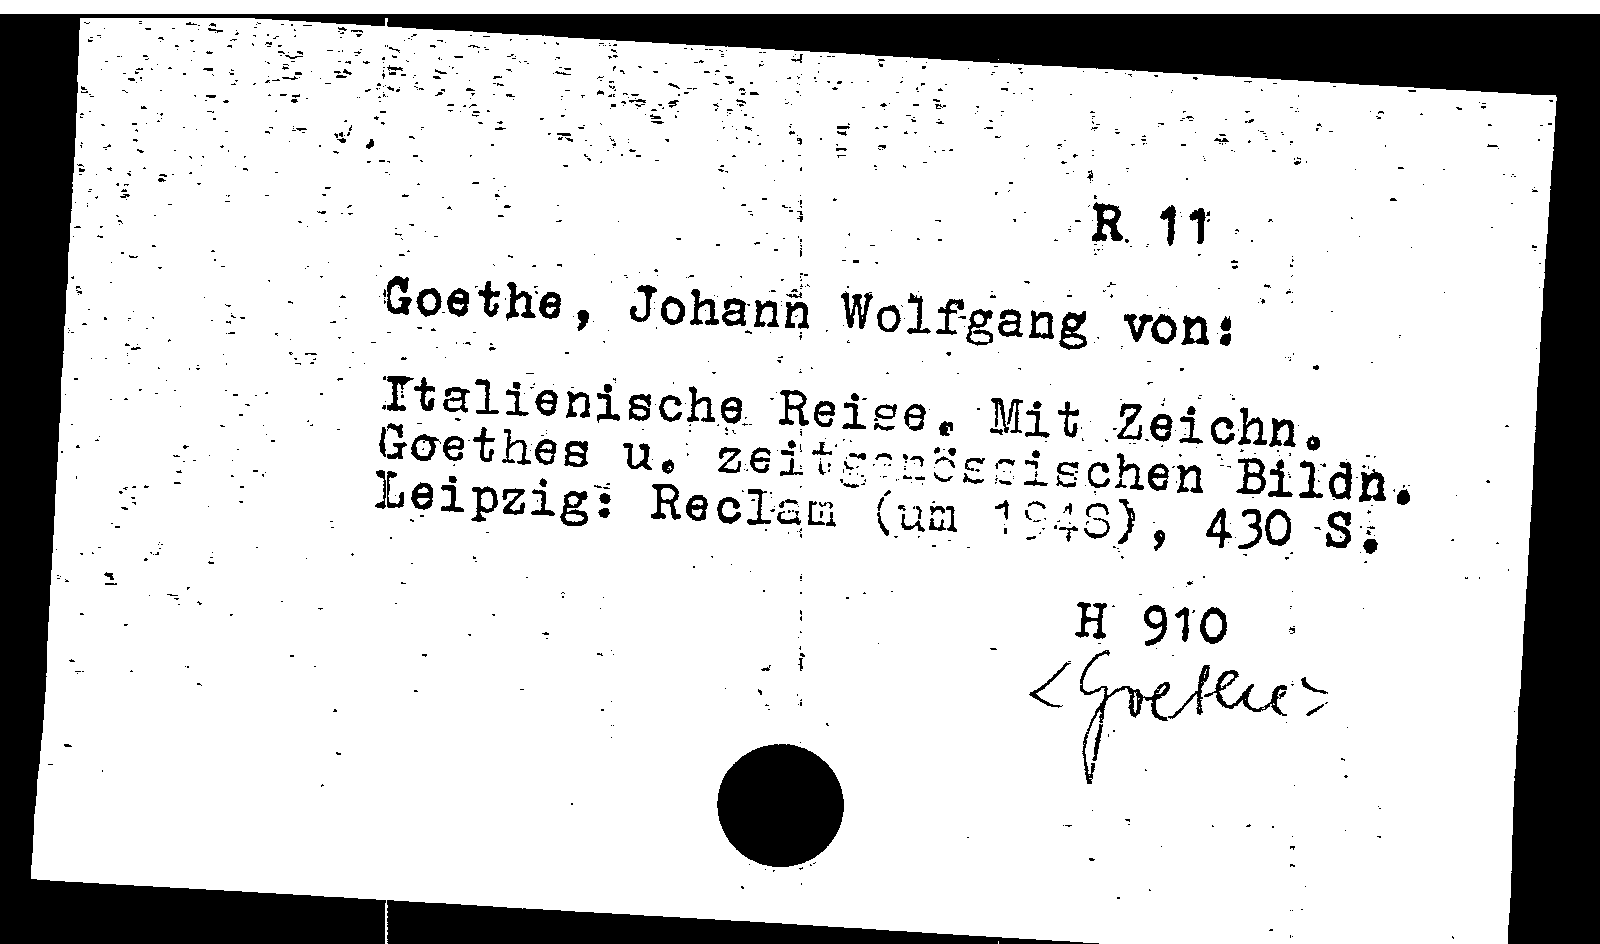 R 11
Goethe, Johann Wolfgang von:
Italienische Reise. Mit Zeichn.
Goethes u. zeitgenössischen Bildn.
Leipzig: Reclam (um 1948), 430 S.
H 910
<Goethe>